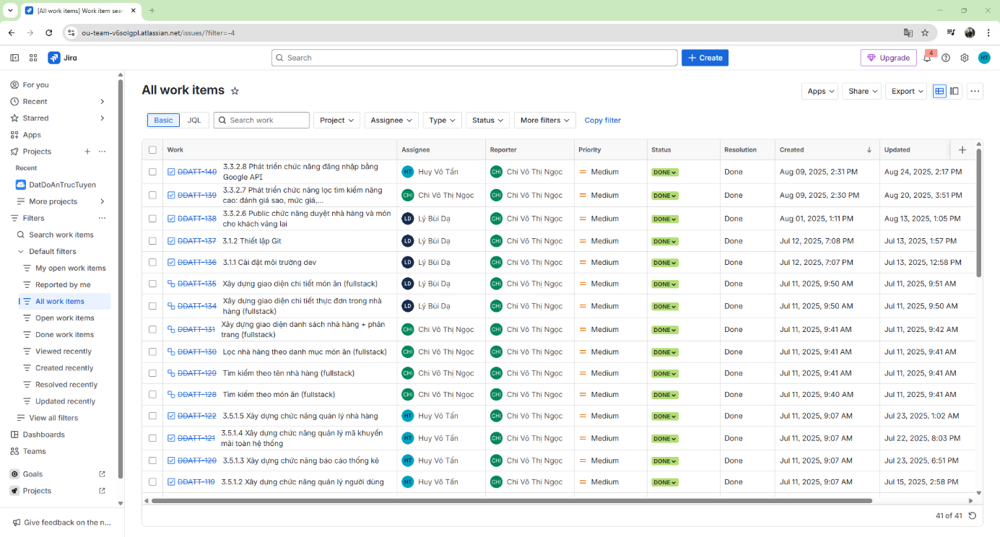 [All work items] Work item sear
ou-team-v6solgpl.atlassian.net/issues/?filter=-4
Jira
Search
Create
Upgrade
4
HT
For you
Recent
Starred
Apps
Projects
Recent
DatDoAnTrucTuyen
More projects
Filters
Search work items
Default filters
My open work items
Reported by me
All work items
Open work items
Done work items
Viewed recently
Created recently
Resolved recently
Updated recently
View all filters
Dashboards
Teams
Goals
Projects
Give feedback on the n...
All work items
Apps Share Export
Basic JQL Search work Project Assignee Type Status More filters Copy filter
Work Assignee Reporter Priority Status Resolution Created Updated
DDATT-140 3.3.2.8 Phát triển chức năng đăng nhập bằng
Google API
HT Huy Võ Tấn CHI Chi Võ Thị Ngọc Medium DONE Done Aug 09, 2025, 2:31 PM Aug 24, 2025, 2:17 PM
DDATT-139 3.3.2.7 Phát triển chức năng lọc tìm kiếm nâng
cao: đánh giá sao, mức giá,...
CHI Chi Võ Thị Ngọc CHI Chi Võ Thị Ngọc Medium DONE Done Aug 09, 2025, 2:30 PM Aug 20, 2025, 3:51 PM
DDATT-138 3.3.2.6 Public chức năng duyệt nhà hàng và món
cho khách vãng lai
LD Lý Bùi Dạ CHI Chi Võ Thị Ngọc Medium DONE Done Aug 01, 2025, 1:11 PM Aug 13, 2025, 1:05 PM
DDATT-137 3.1.2 Thiết lập Git LD Lý Bùi Dạ CHI Chi Võ Thị Ngọc Medium DONE Done Jul 12, 2025, 7:08 PM Jul 13, 2025, 1:57 PM
DDATT-136 3.1.1 Cài đặt môi trường dev LD Lý Bùi Dạ CHI Chi Võ Thị Ngọc Medium DONE Done Jul 12, 2025, 7:07 PM Jul 13, 2025, 12:58 PM
DDATT-135 Xây dựng giao diện chi tiết món ăn (fullstack) LD Lý Bùi Dạ CHI Chi Võ Thị Ngọc Medium DONE Done Jul 11, 2025, 9:50 AM Jul 11, 2025, 9:51 AM
DDATT-134 Xây dựng giao diện chi tiết thực đơn trong nhà
hàng (fullstack)
LD Lý Bùi Dạ CHI Chi Võ Thị Ngọc Medium DONE Done Jul 11, 2025, 9:50 AM Jul 11, 2025, 9:50 AM
DDATT-131 Xây dựng giao diện danh sách nhà hàng + phân
trang (fullstack)
CHI Chi Võ Thị Ngọc CHI Chi Võ Thị Ngọc Medium DONE Done Jul 11, 2025, 9:41 AM Jul 11, 2025, 9:42 AM
DDATT-130 Lọc nhà hàng theo danh mục món ăn (fullstack) CHI Chi Võ Thị Ngọc CHI Chi Võ Thị Ngọc Medium DONE Done Jul 11, 2025, 9:41 AM Jul 11, 2025, 9:41 AM
DDATT-129 Tìm kiếm theo tên nhà hàng (fullstack) CHI Chi Võ Thị Ngọc CHI Chi Võ Thị Ngọc Medium DONE Done Jul 11, 2025, 9:41 AM Jul 11, 2025, 9:41 AM
DDATT-128 Tìm kiếm theo món ăn (fullstack) CHI Chi Võ Thị Ngọc CHI Chi Võ Thị Ngọc Medium DONE Done Jul 11, 2025, 9:40 AM Jul 11, 2025, 9:41 AM
DDATT-122 3.5.1.5 Xây dựng chức năng quản lý nhà hàng HT Huy Võ Tấn CHI Chi Võ Thị Ngọc Medium DONE Done Jul 11, 2025, 9:07 AM Jul 23, 2025, 1:02 AM
DDATT-121 3.5.1.4 Xây dựng chức năng quản lý mã khuyến
mãi toàn hệ thống
HT Huy Võ Tấn CHI Chi Võ Thị Ngọc Medium DONE Done Jul 11, 2025, 9:07 AM Jul 22, 2025, 8:03 PM
DDATT-120 3.5.1.3 Xây dựng chức năng báo cáo thống kê HT Huy Võ Tấn CHI Chi Võ Thị Ngọc Medium DONE Done Jul 11, 2025, 9:07 AM Jul 23, 2025, 6:51 PM
DDATT-119 3.5.1.2 Xây dựng chức năng quản lý người dùng HT Huy Võ Tấn CHI Chi Võ Thị Ngọc Medium DONE Done Jul 11, 2025, 9:07 AM Jul 15, 2025, 2:58 PM
41 of 41